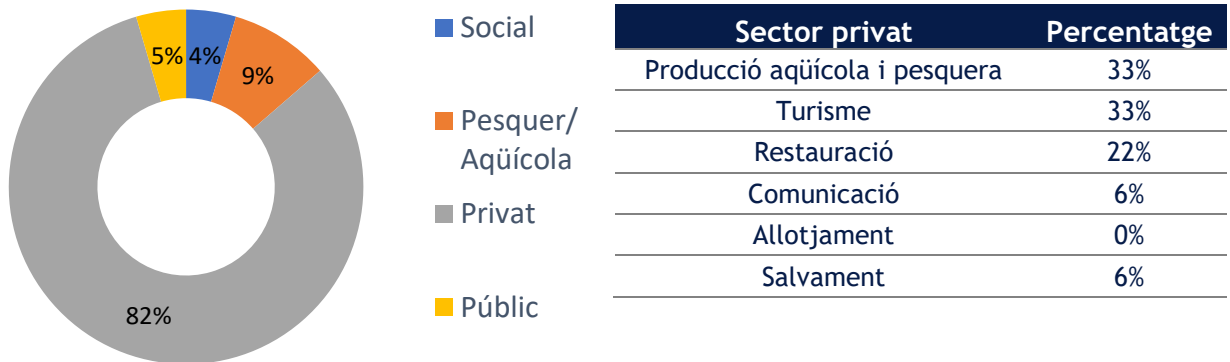 5%
4%
9%
82%
Social
Pesquer/
Aqüícola
Privat
Públic
Sector privat Percentatge
Producció aqüícola i pesquera 33%
Turisme 33%
Restauració 22%
Comunicació 6%
Allotjament 0%
Salvament 6%